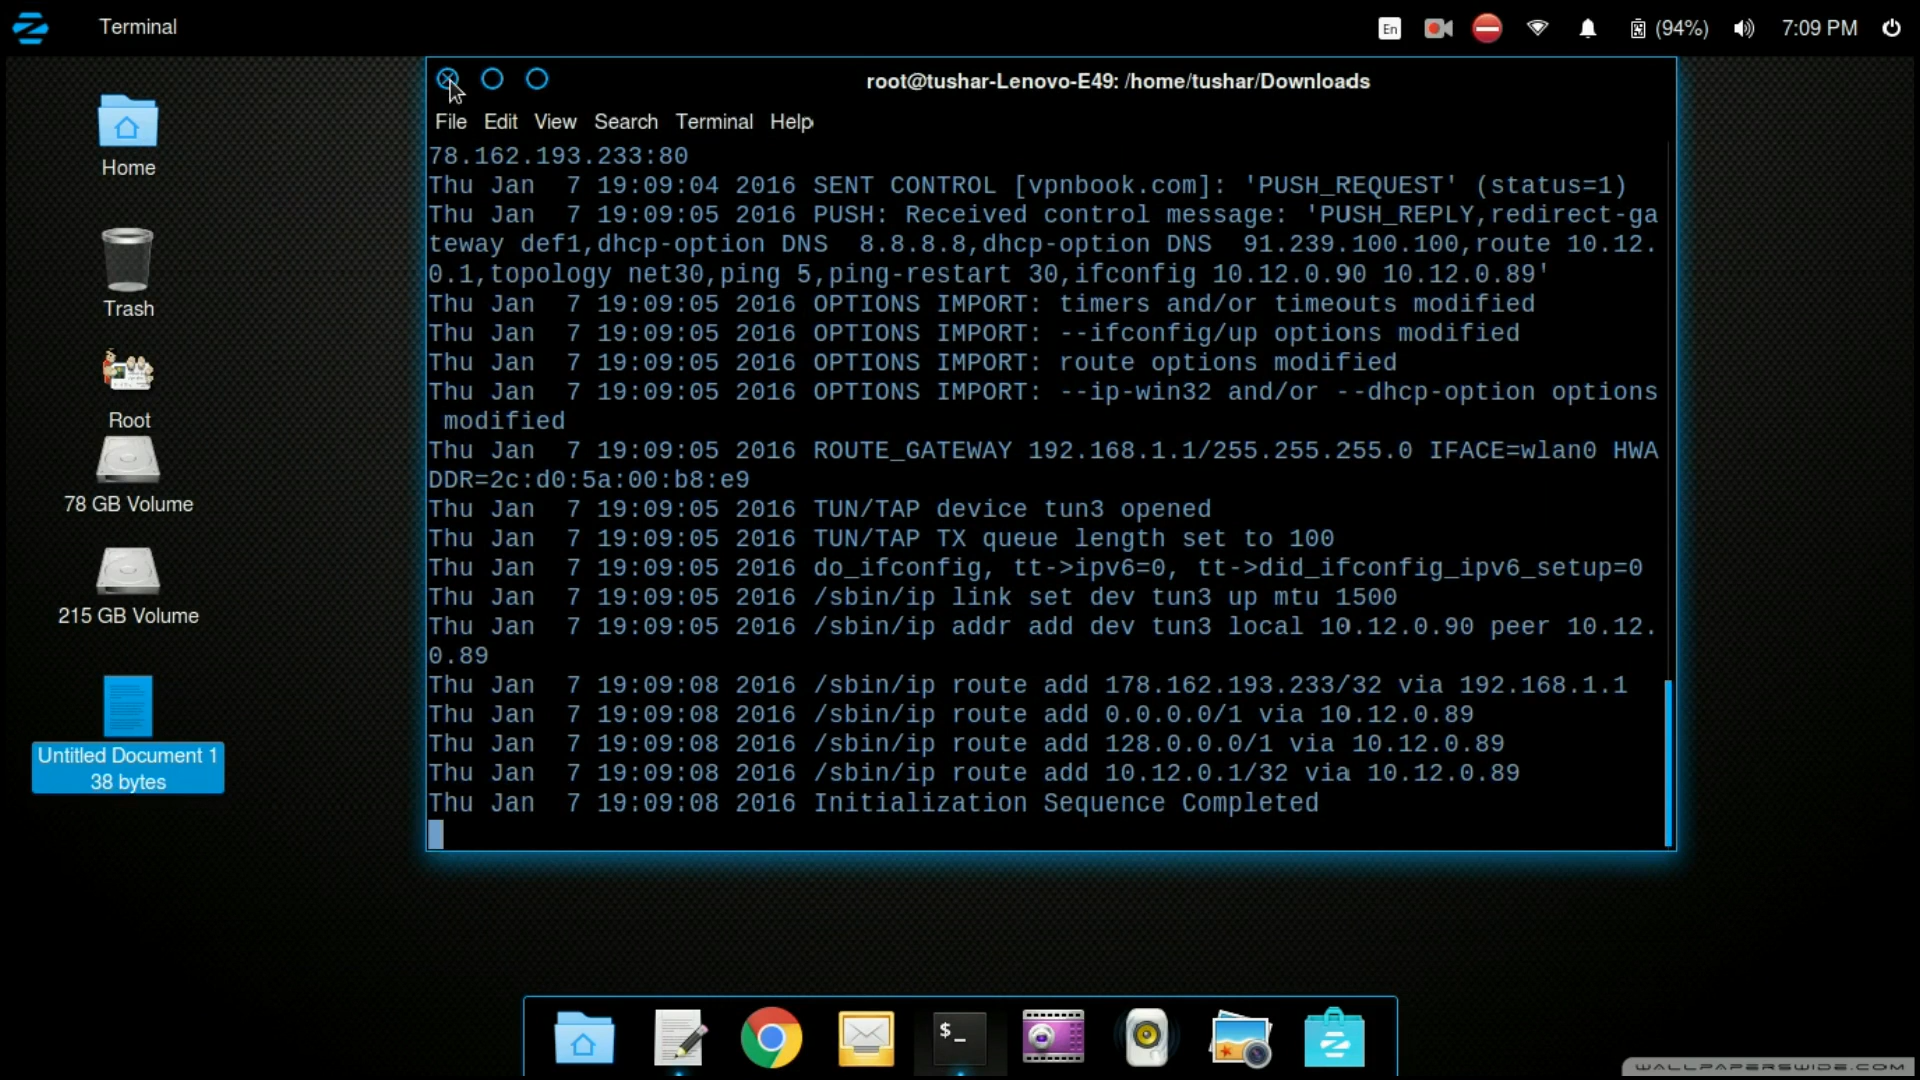 Terminal
En
(94%)
7:09 PM
root@tushar-Lenovo-E49: /home/tushar/Downloads
File Edit View Search Terminal Help
78.162.193.233:80
Thu Jan  7 19:09:04 2016 SENT CONTROL [vpnbook.com]: 'PUSH_REQUEST' (status=1)
Thu Jan  7 19:09:05 2016 PUSH: Received control message: 'PUSH_REPLY,redirect-ga
teway def1,dhcp-option DNS  8.8.8.8,dhcp-option DNS  91.239.100.100,route 10.12.
0.1,topology net30,ping 5,ping-restart 30,ifconfig 10.12.0.90 10.12.0.89'
Thu Jan  7 19:09:05 2016 OPTIONS IMPORT: timers and/or timeouts modified
Thu Jan  7 19:09:05 2016 OPTIONS IMPORT: --ifconfig/up options modified
Thu Jan  7 19:09:05 2016 OPTIONS IMPORT: route options modified
Thu Jan  7 19:09:05 2016 OPTIONS IMPORT: --ip-win32 and/or --dhcp-option options
 modified
Thu Jan  7 19:09:05 2016 ROUTE_GATEWAY 192.168.1.1/255.255.255.0 IFACE=wlan0 HWA
DDR=2c:d0:5a:00:b8:e9
Thu Jan  7 19:09:05 2016 TUN/TAP device tun3 opened
Thu Jan  7 19:09:05 2016 TUN/TAP TX queue length set to 100
Thu Jan  7 19:09:05 2016 do_ifconfig, tt->ipv6=0, tt->did_ifconfig_ipv6_setup=0
Thu Jan  7 19:09:05 2016 /sbin/ip link set dev tun3 up mtu 1500
Thu Jan  7 19:09:05 2016 /sbin/ip addr add dev tun3 local 10.12.0.90 peer 10.12.
0.89
Thu Jan  7 19:09:08 2016 /sbin/ip route add 178.162.193.233/32 via 192.168.1.1
Thu Jan  7 19:09:08 2016 /sbin/ip route add 0.0.0.0/1 via 10.12.0.89
Thu Jan  7 19:09:08 2016 /sbin/ip route add 128.0.0.0/1 via 10.12.0.89
Thu Jan  7 19:09:08 2016 /sbin/ip route add 10.12.0.1/32 via 10.12.0.89
Thu Jan  7 19:09:08 2016 Initialization Sequence Completed
Home
Trash
Root
78 GB Volume
215 GB Volume
Untitled Document 1
38 bytes
$_
WALLPAPERSWIDE.COM